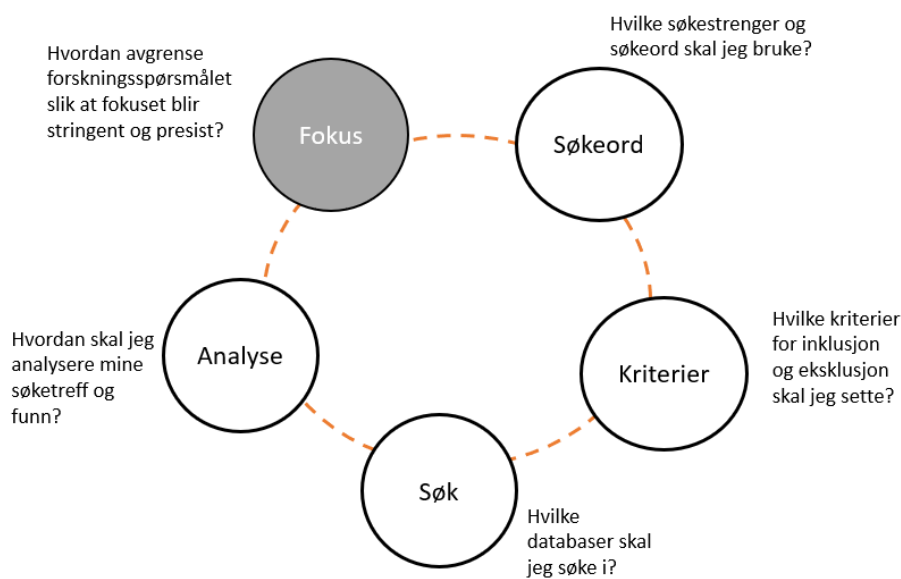 Hvordan avgrense
forskningsspørsmålet
slik at fokuset blir
stringent og presist?
Fokus
Hvilke søkestrenger og
søkeord skal jeg bruke?
Søkeord
Hvilke kriterier
for inklusjon
og eksklusjon
skal jeg sette?
Kriterier
Søk
Hvilke
databaser skal
jeg søke i?
Analyse
Hvordan skal jeg
analysere mine
søketreff og
funn?